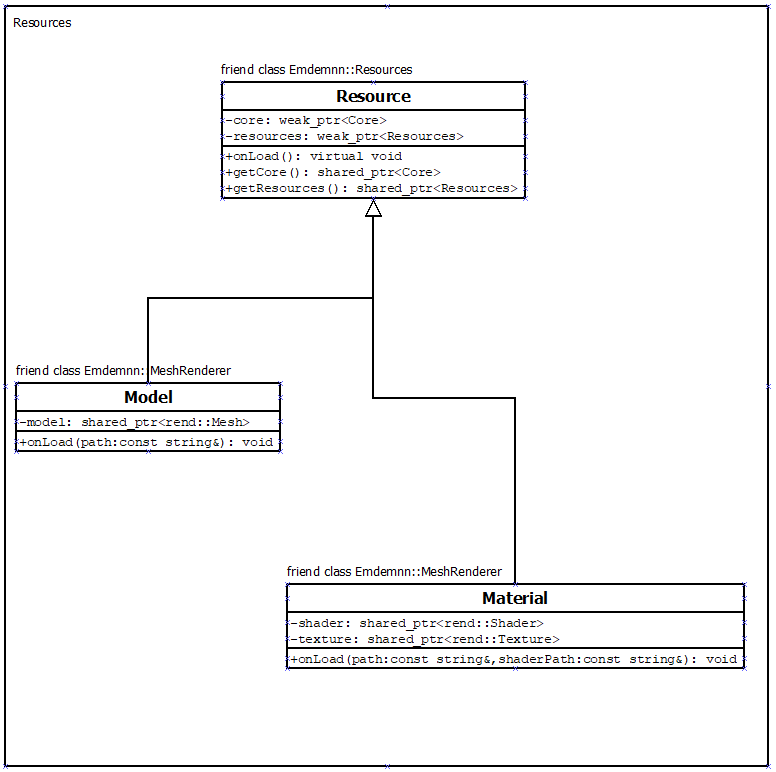 Resources
friend class Emdemnn::Resources
Resource
-core: weak_ptr<Core>
-resources: weak_ptr<Resources>
+onLoad(): virtual void
+getCore(): shared_ptr<Core>
+getResources(): shared_ptr<Resources>
friend class Emdemnn::MeshRenderer
Model
-model: shared_ptr<rend::Mesh>
+onLoad(path:const string&): void
friend class Emdemnn::MeshRenderer
Material
-shader: shared_ptr<rend::Shader>
-texture: shared_ptr<rend::Texture>
+onLoad(path:const string&,shaderPath:const string&): void